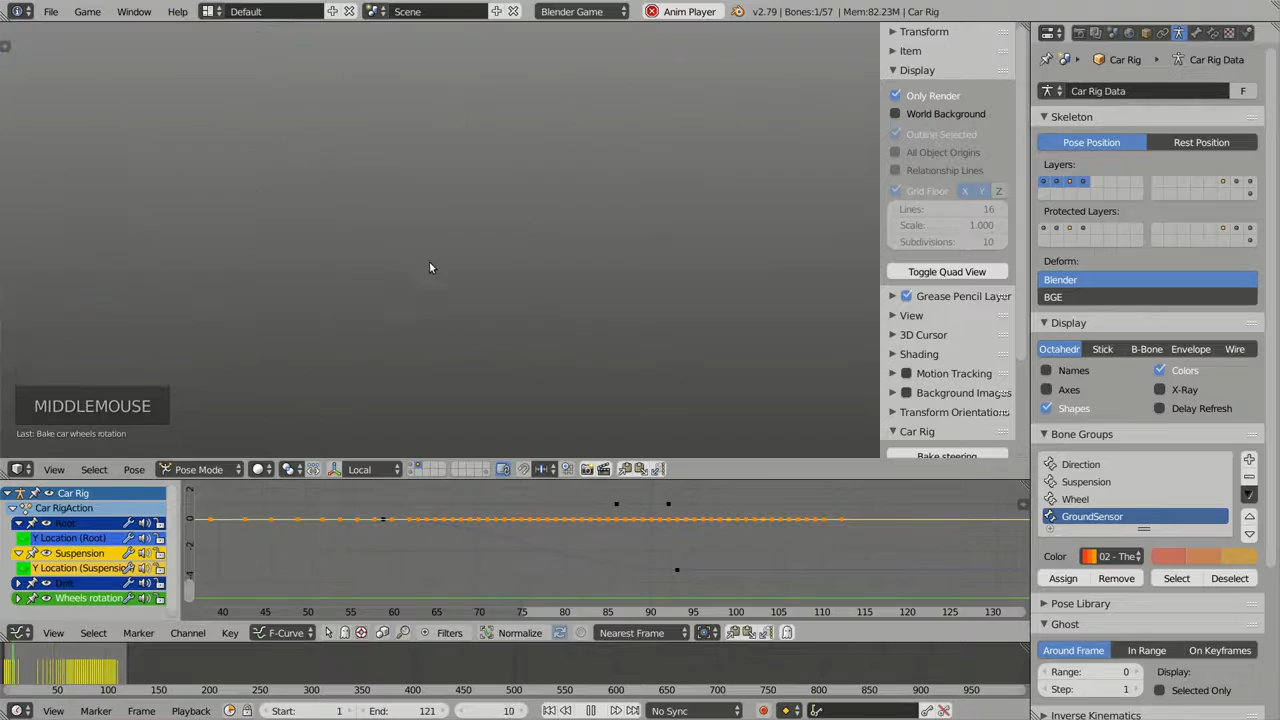 File Game Window Help Default Scene Blender Game Anim Player v2.79 | Bones:1/57 | Mem:82.23M | Car Rig
Transform
Item
Display
Only Render
World Background
Outline Selected
All Object Origins
Relationship Lines
Grid Floor X Y Z
Lines: 16
Scale: 1.000
Subdivisions: 10
Toggle Quad View
Grease Pencil Layer
View
3D Cursor
Shading
Motion Tracking
Background Images
Transform Orientations
Car Rig
Bake steering
MIDDLEMOUSE
Last: Bake car wheels rotation
View Select Pose Pose Mode Local
Car Rig
Car RigAction
Root
Y Location (Root)
Suspension
Y Location (Suspensio
Drift
Wheels rotation
2
0
-2
-4
40 45 50 55 60 65 70 75 80 85 90 95 100 105 110 115 120 125 130
View Select Marker Channel Key F-Curve Filters Normalize Nearest Frame
50 100 150 200 250 300 350 400 450 500 550 600 650 700 750 800 850 900 950
View Marker Frame Playback Start: 1 End: 121 10 No Sync
Car Rig Car Rig Data
Car Rig Data F
Skeleton
Pose Position Rest Position
Layers:
Protected Layers:
Deform:
Blender
BGE
Display
Octahedr Stick B-Bone Envelope Wire
Names Colors
Axes X-Ray
Shapes Delay Refresh
Bone Groups
Direction
Suspension
Wheel
GroundSensor
Color 02 - The
Assign Remove Select Deselect
Pose Library
Ghost
Around Frame In Range On Keyframes
Range: 0 Display:
Step: 1 Selected Only
Inverse Kinematics